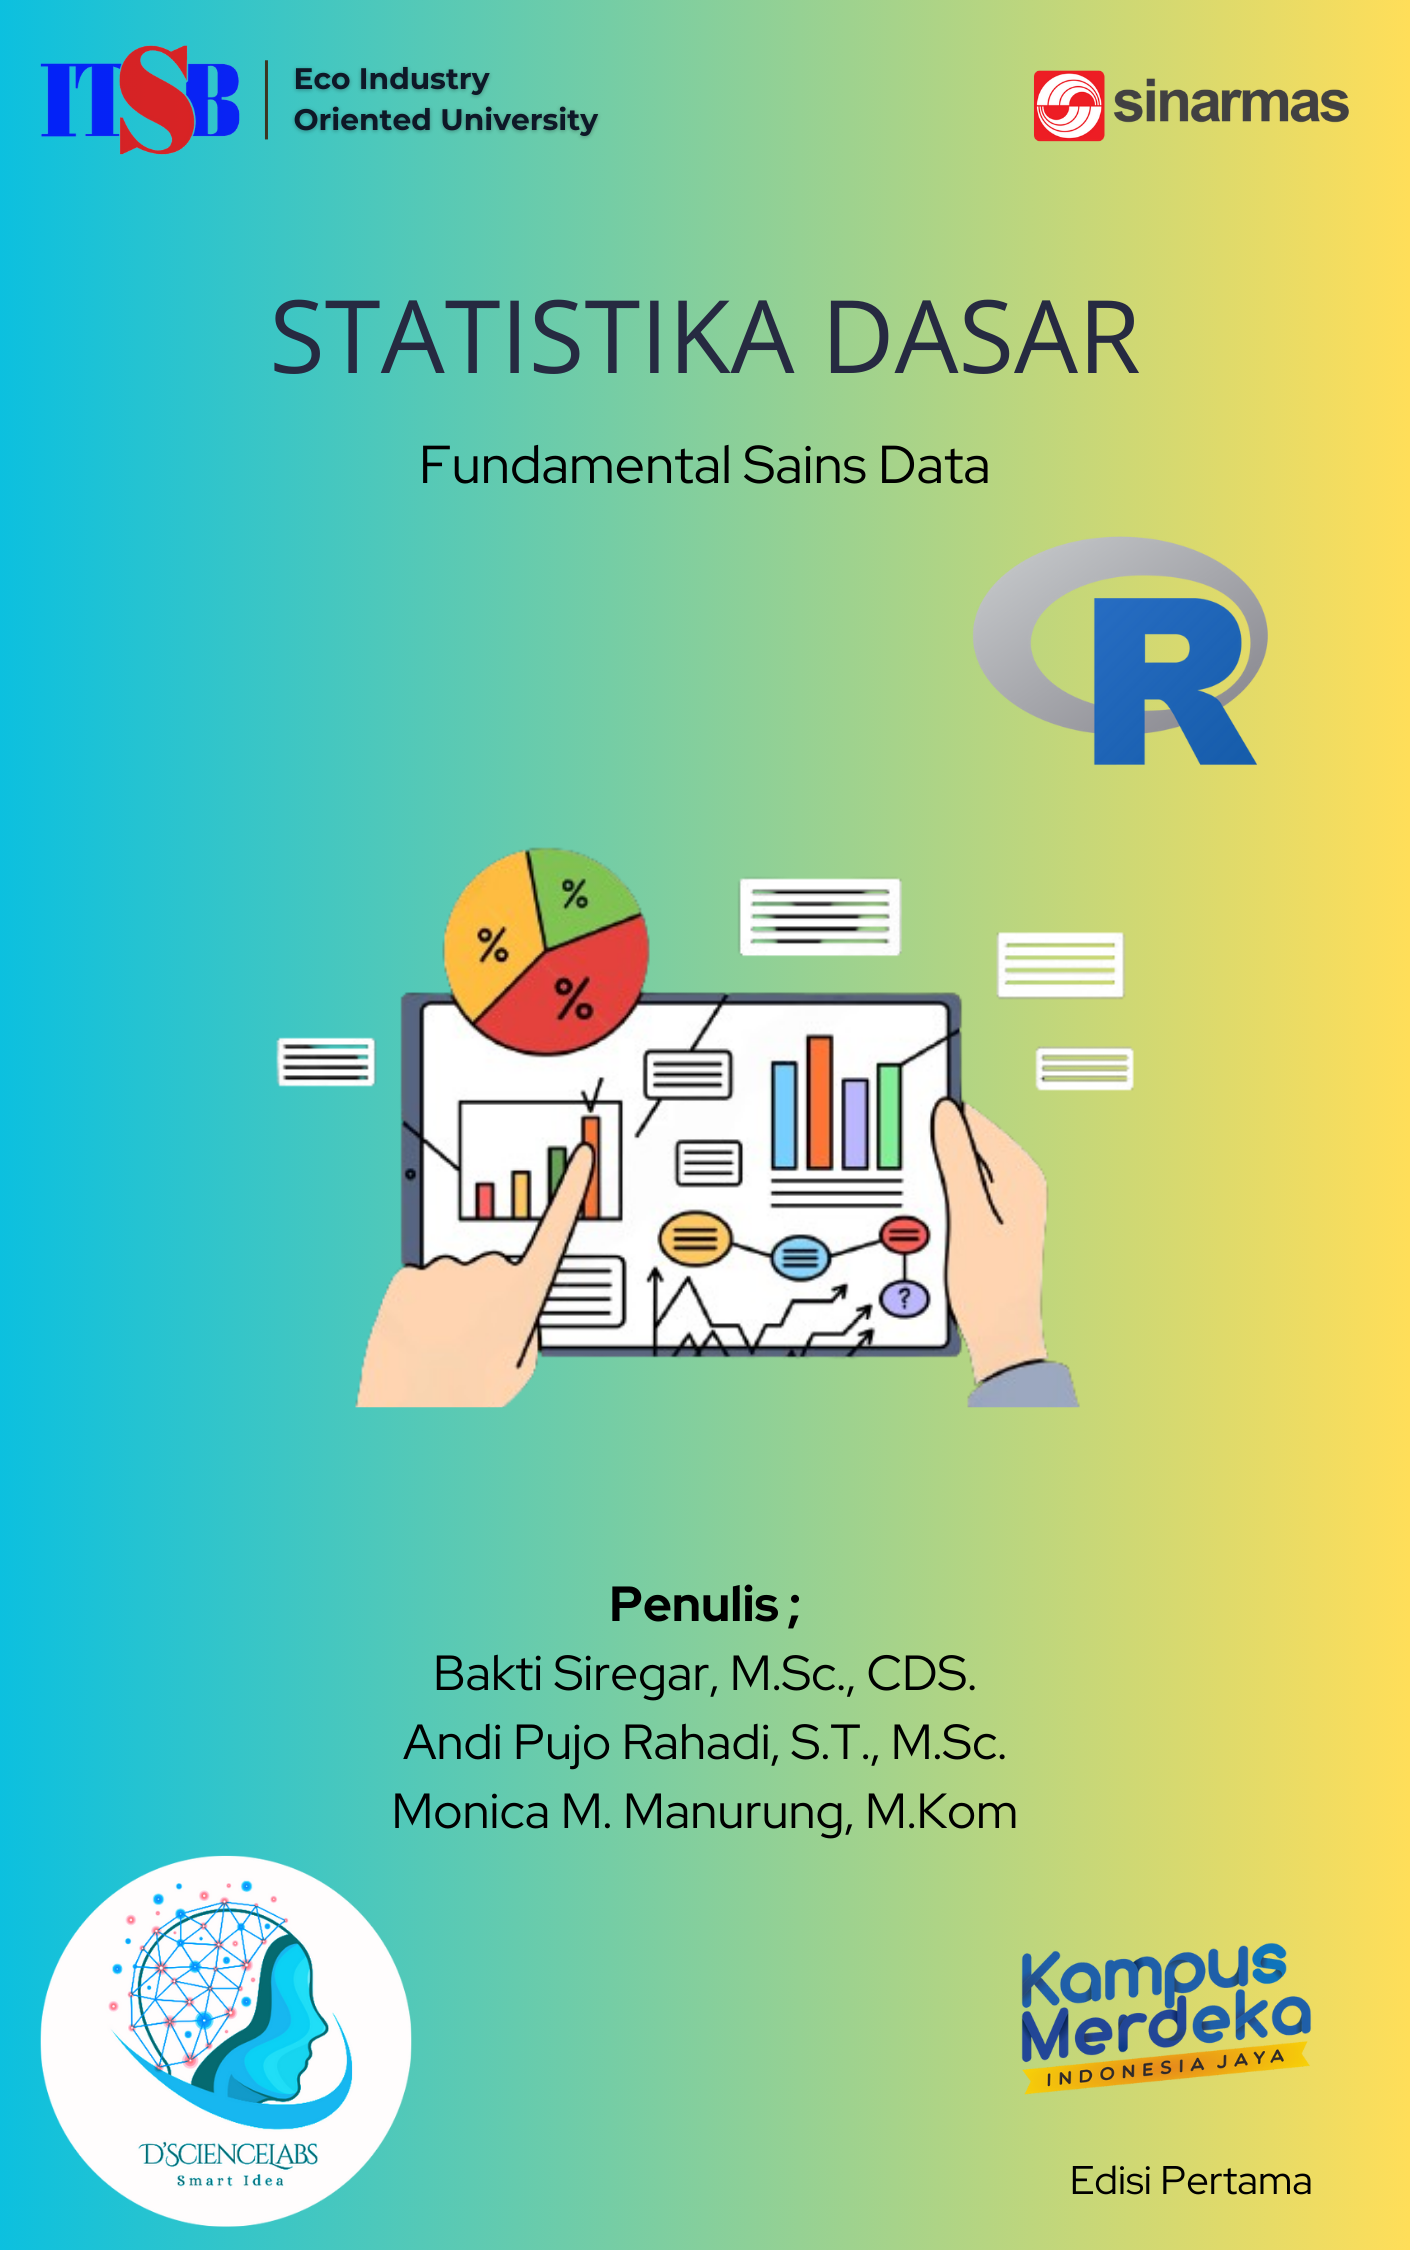 ITSB
Eco Industry
Oriented University
sinarmas
STATISTIKA DASAR
Fundamental Sains Data
R
%
%
%
?
Penulis ;
Bakti Siregar, M.Sc., CDS.
Andi Pujo Rahadi, S.T., M.Sc.
Monica M. Manurung, M.Kom
D'SCIENCELABS
Smart Idea
Kampus
Merdeka
INDONESIA JAYA
Edisi Pertama